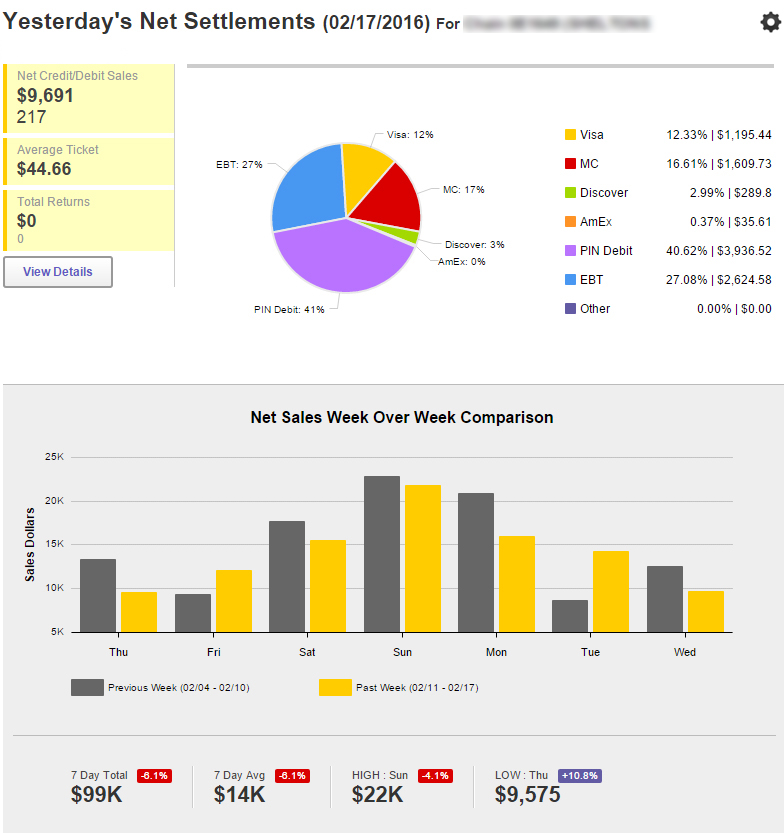 Yesterday's Net Settlements (02/17/2016) For
Net Credit/Debit Sales
$9,691
217
Average Ticket
$44.66
Total Returns
$0
0
View Details
Visa: 12%
MC: 17%
Discover: 3%
AmEx: 0%
PIN Debit: 41%
EBT: 27%
Visa 12.33% | $1,195.44
MC 16.61% | $1,609.73
Discover 2.99% | $289.8
AmEx 0.37% | $35.61
PIN Debit 40.62% | $3,936.52
EBT 27.08% | $2,624.58
Other 0.00% | $0.00
Net Sales Week Over Week Comparison
Sales Dollars
25K
20K
15K
10K
5K
Thu Fri Sat Sun Mon Tue Wed
Previous Week (02/04 - 02/10) Past Week (02/11 - 02/17)
7 Day Total -6.1%
$99K
7 Day Avg -6.1%
$14K
HIGH : Sun -4.1%
$22K
LOW : Thu +10.8%
$9,575